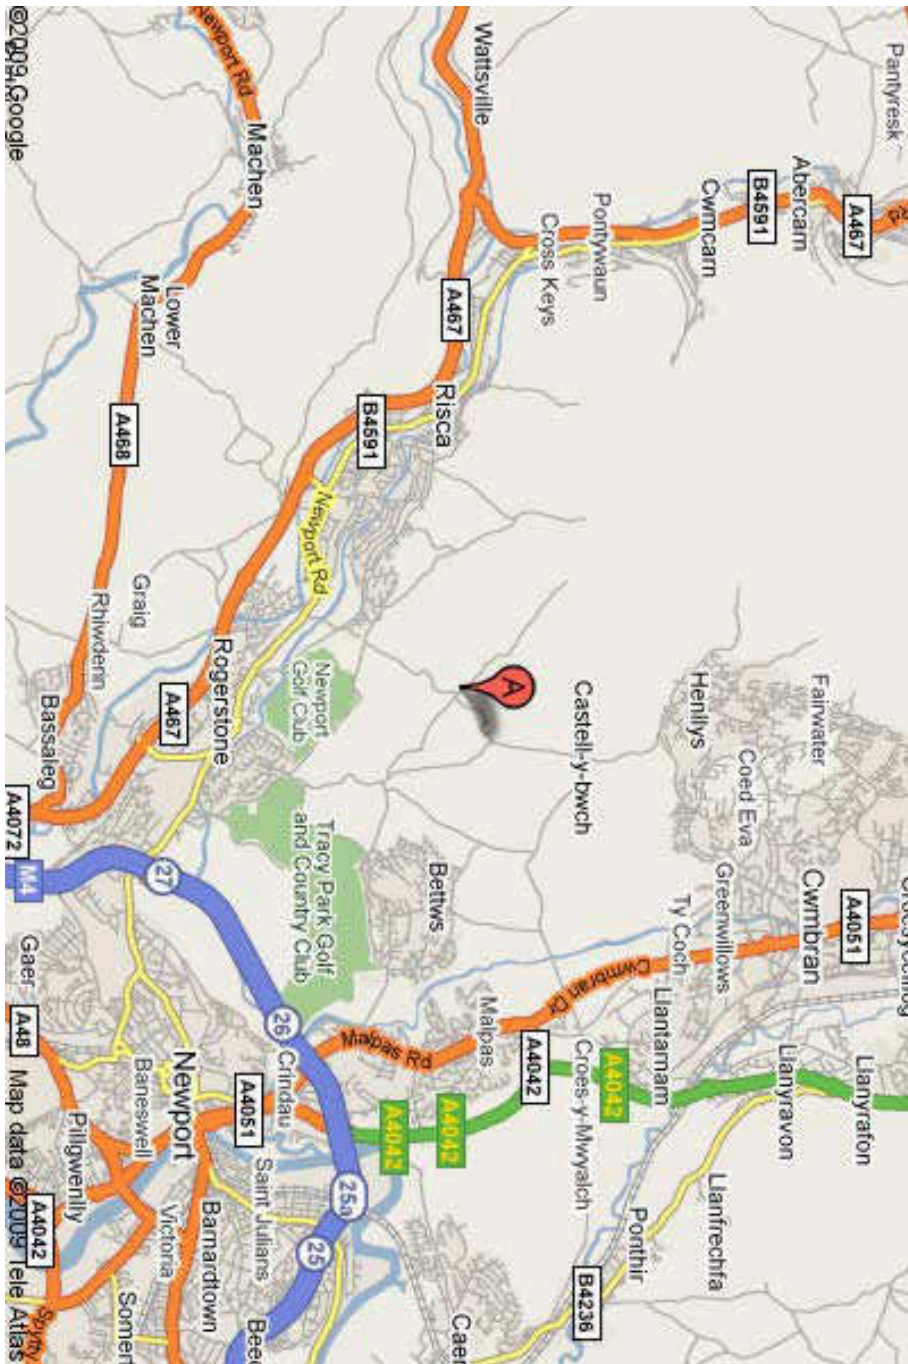 Pantyresk
A467
Llanyrafon
Abercarn
Fairwater
Cwmbran
A4051
Llanyravon
B4591
Coed Eva
Cwmcarn
Henllys
Greenwillows
Llanfrechfa
Ty Coch
Llantarnam
Pontywaun
Cwmbran Dr
A4042
Ponthir
Castell-y-bwch
Croes-y-Mwyalch
B4236
Cross Keys
A4042
A
Wattsville
Malpas
A467
Risca
Bettws
A4042
B4591
Malpas Rd
A4042
25a
Newport Rd
Newport
Golf Club
Tracy Park Golf
and Country Club
25
26
Crindau
Machen
Newport Rd
Saint Julians
A4051
Rogerstone
Barnardtown
Newport
Lower
Machen
A467
27
Victoria
Graig
Baneswell
A468
Somert
Rhiwderin
Pillgwenlly
Bassaleg
A4042
Gaer
M4
A48
A4072
Spytty
©2009 Google
Map data ©2009 Tele Atlas